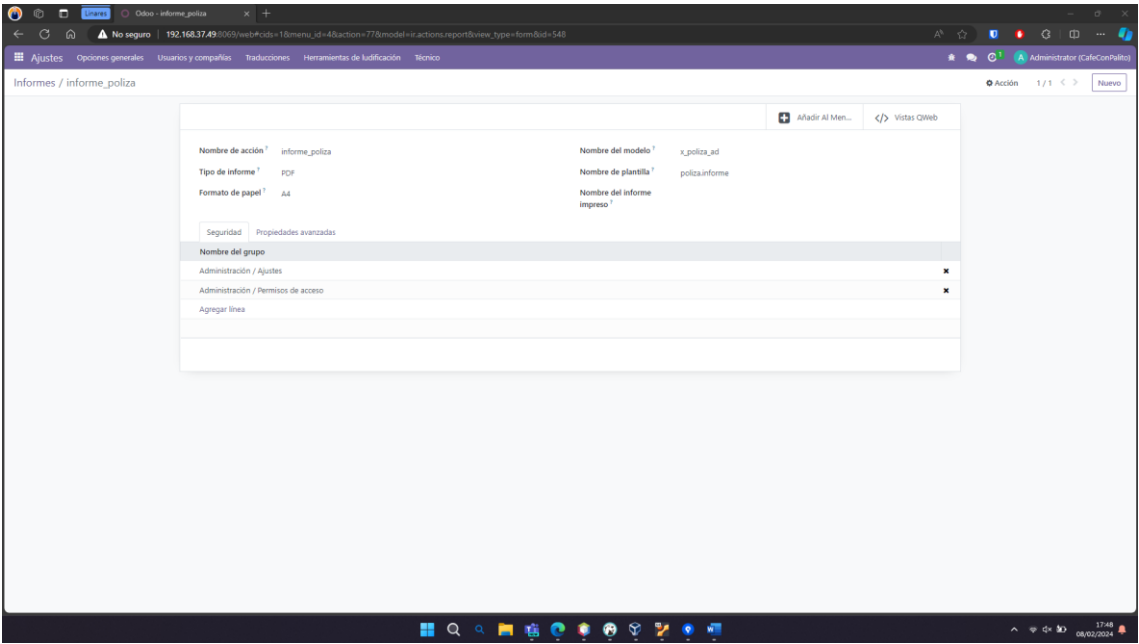 Linares Odoo - informe_poliza
No seguro 192.168.37.49:8069/web#cids=1&menu_id=4&action=77&model=ir.actions.report&view_type=form&id=548
Ajustes Opciones generales Usuarios y compañías Traducciones Herramientas de ludificación Técnico 1 A Administrator (CafeConPalito)
Informes / informe_poliza Acción 1 / 1 Nuevo
Añadir Al Men... </> Vistas QWeb
Nombre de acción ? informe_poliza Nombre del modelo ? x_poliza_ad
Tipo de informe ? PDF Nombre de plantilla ? poliza.informe
Formato de papel ? A4 Nombre del informe
impreso ?
Seguridad Propiedades avanzadas
Nombre del grupo
Administración / Ajustes
Administración / Permisos de acceso
Agregar línea
17:48
08/02/2024